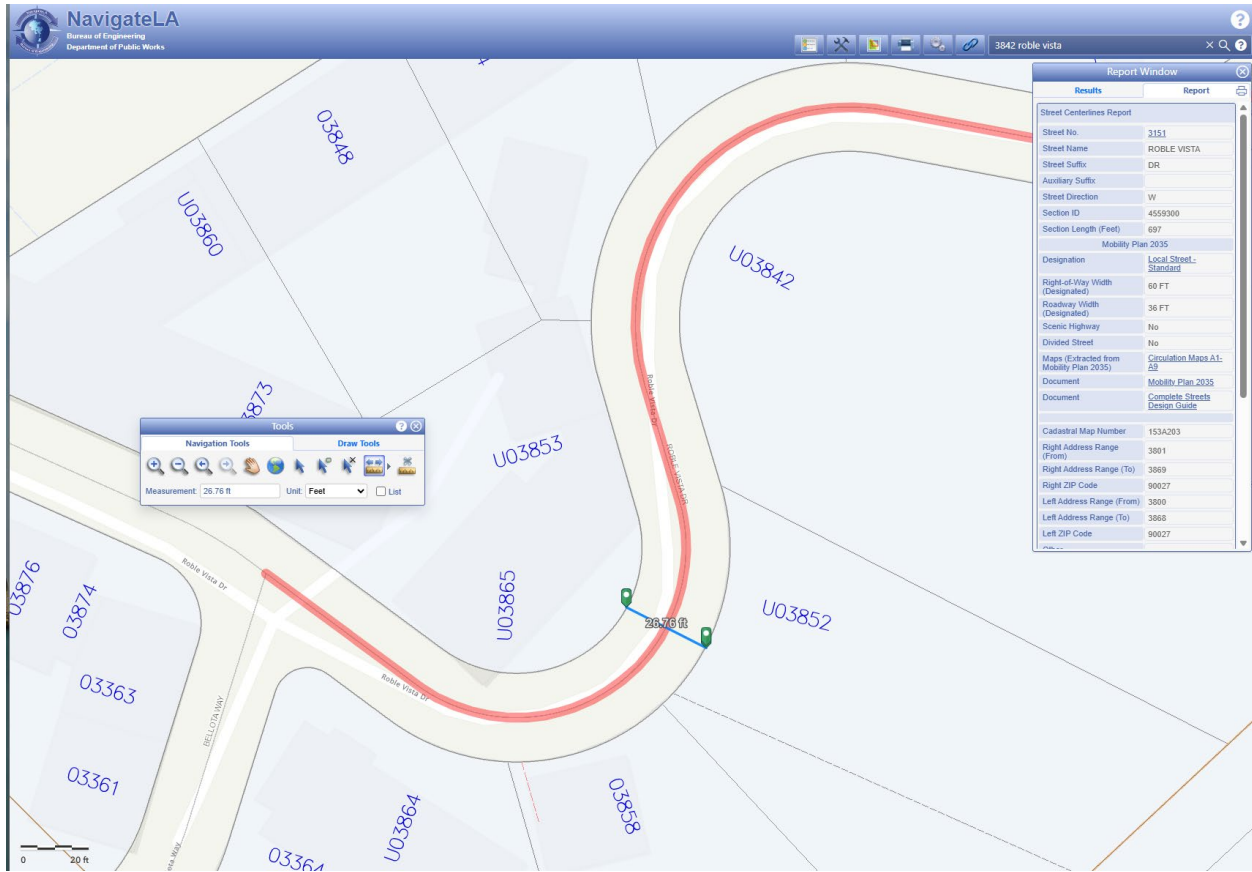 NavigateLA
Bureau of Engineering
Department of Public Works
3842 roble vista
Report Window
Results Report
Street Centerlines Report
Street No. 3151
Street Name ROBLE VISTA
Street Suffix DR
Auxiliary Suffix
Street Direction W
Section ID 4559300
Section Length (Feet) 697
Mobility Plan 2035
Designation Local Street - Standard
Right-of-Way Width (Designated) 60 FT
Roadway Width (Designated) 36 FT
Scenic Highway No
Divided Street No
Maps (Extracted from Mobility Plan 2035) Circulation Maps A1-A9
Document Mobility Plan 2035
Document Complete Streets Design Guide
Cadastral Map Number 153A203
Right Address Range (From) 3801
Right Address Range (To) 3869
Right ZIP Code 90027
Left Address Range (From) 3800
Left Address Range (To) 3868
Left ZIP Code 90027
03848
U03860
U03842
3873
U03853
Roble Vista Dr
ROBLE VISTA DR
Tools
Navigation Tools Draw Tools
Measurement: 26.76 ft Unit: Feet List
Roble Vista Dr
03876
03874
U03865
26.76 ft
U03852
03363
Roble Vista Dr
BELLOTA WAY
03361
U03864
03858
03364
ota Way
0 20 ft